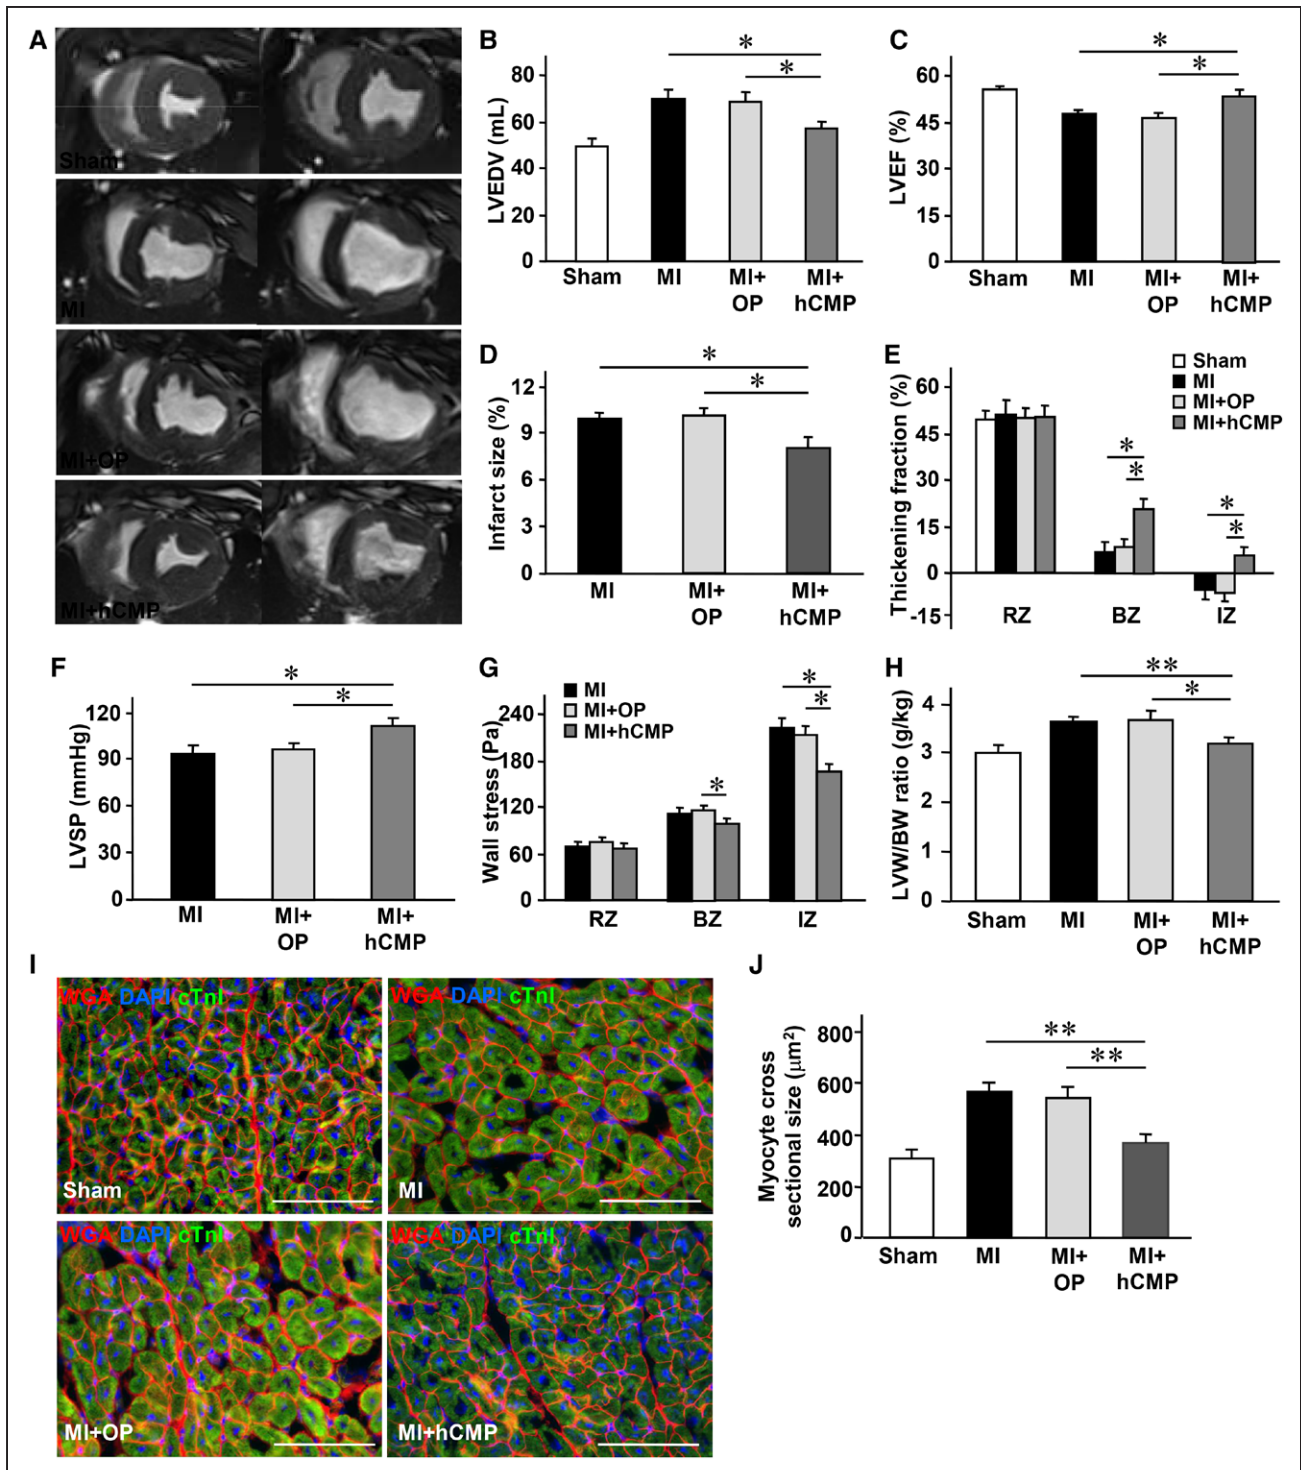 A
Sham
MI
MI+OP
MI+hCMP
B
*
*
LVEDV (mL)
80
60
40
20
0
Sham MI MI+ MI+
OP hCMP
C
*
*
LVEF (%)
60
45
30
15
0
Sham MI MI+ MI+
OP hCMP
D
*
*
Infarct size (%)
12
9
6
3
0
MI MI+ MI+
OP hCMP
E
Sham
MI
MI+OP
MI+hCMP
Thickening fraction (%)
60
45
30
15
0
-15
*
*
*
*
RZ BZ IZ
F
*
*
LVSP (mmHg)
120
90
60
30
0
MI MI+ MI+
OP hCMP
G
MI
MI+OP
MI+hCMP
Wall stress (Pa)
240
180
120
60
0
*
*
*
RZ BZ IZ
H
**
*
LVW/BW ratio (g/kg)
4
3
2
1
0
Sham MI MI+ MI+
OP hCMP
I
WGA DAPI cTnI
Sham
WGA DAPI cTnI
MI
WGA DAPI cTnI
MI+OP
WGA DAPI cTnI
MI+hCMP
J
**
**
Myocyte cross
sectional size (μm²)
800
600
400
200
0
Sham MI MI+ MI+
OP hCMP